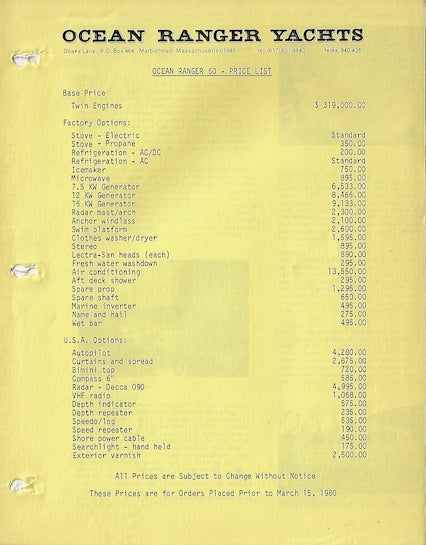 OCEAN RANGER YACHTS
Doaks Lane, P.O. Box 464, Marblehead, Massachusetts 01945 tel: (617) 631-6840 telex: 940-435
OCEAN RANGER 60 - PRICE LIST
Base Price
Twin Engines $ 319,000.00
Factory Options:
Stove - Electric Standard
Stove - Propane 350.00
Refrigeration - AC/DC 200.00
Refrigeration - AC Standard
Icemaker 750.00
Microwave 895.00
7.5 KW Generator 6,533.00
12 KW Generator 8,466.00
15 KW Generator 9,133.00
Radar mast/arch 2,300.00
Anchor windlass 2,100.00
Swim platform 2,600.00
Clothes washer/dryer 1,595.00
Stereo 895.00
Lectra-San heads (each) 890.00
Fresh water washdown 295.00
Air conditioning 13,550.00
Aft deck shower 295.00
Spare prop 1,295.00
Spare shaft 650.00
Marine inverter 495.00
Name and hail 275.00
Wet bar 495.00
U.S.A. Options:
Autopilot 4,280.00
Curtains and spread 2,675.00
Bimini top 720.00
Compass 6" 585.00
Radar - Decca 090 4,995.00
VHF radio 1,068.00
Depth indicator 575.00
Depth repeater 235.00
Speedo/log 535.00
Speed repeater 190.00
Shore power cable 450.00
Searchlight - hand held 175.00
Exterior varnish 2,500.00
All Prices are Subject to Change Without Notice
These Prices are for Orders Placed Prior to March 15, 1980